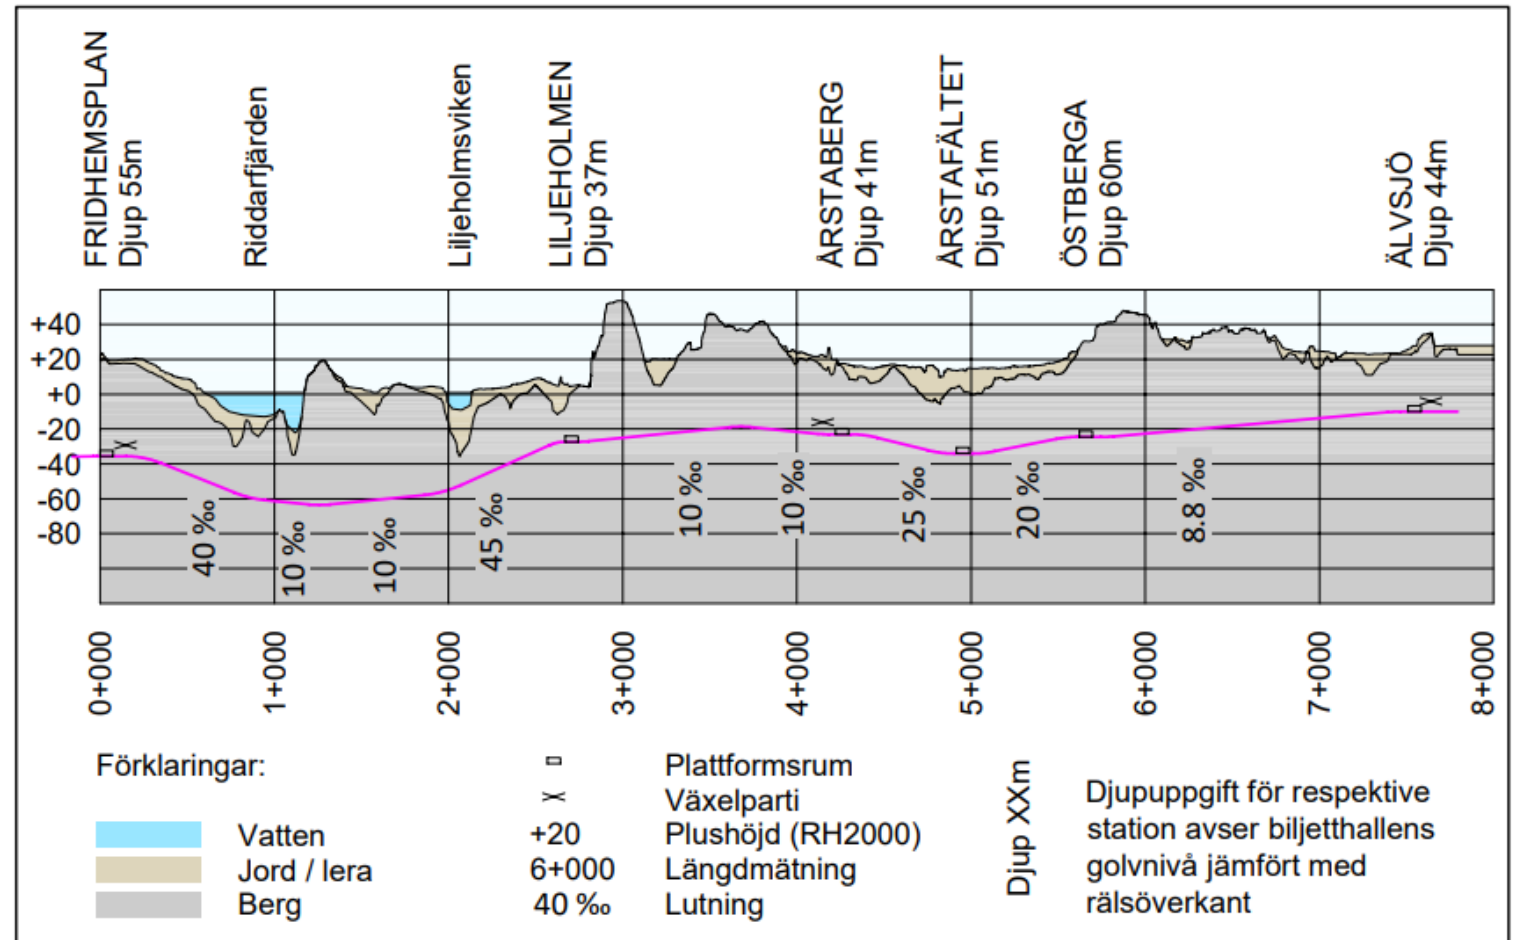 FRIDHEMSPLAN
Djup 55m
Riddarfjärden
Liljeholmsviken
LILJEHOLMEN
Djup 37m
ÅRSTABERG
Djup 41m
ÅRSTAFÄLTET
Djup 51m
ÖSTBERGA
Djup 60m
ÄLVSJÖ
Djup 44m
+40
+20
+0
-20
-40
-60
-80
40 ‰
10 ‰
10 ‰
45 ‰
10 ‰
10 ‰
25 ‰
20 ‰
8.8 ‰
0+000
1+000
2+000
3+000
4+000
5+000
6+000
7+000
8+000
Förklaringar:
Vatten
Jord / lera
Berg
Plattformsrum
Växelparti
+20 Plushöjd (RH2000)
6+000 Längdmätning
40 ‰ Lutning
Djup XXm
Djupuppgift för respektive
station avser biljetthallens
golvnivå jämfört med
rälsöverkant